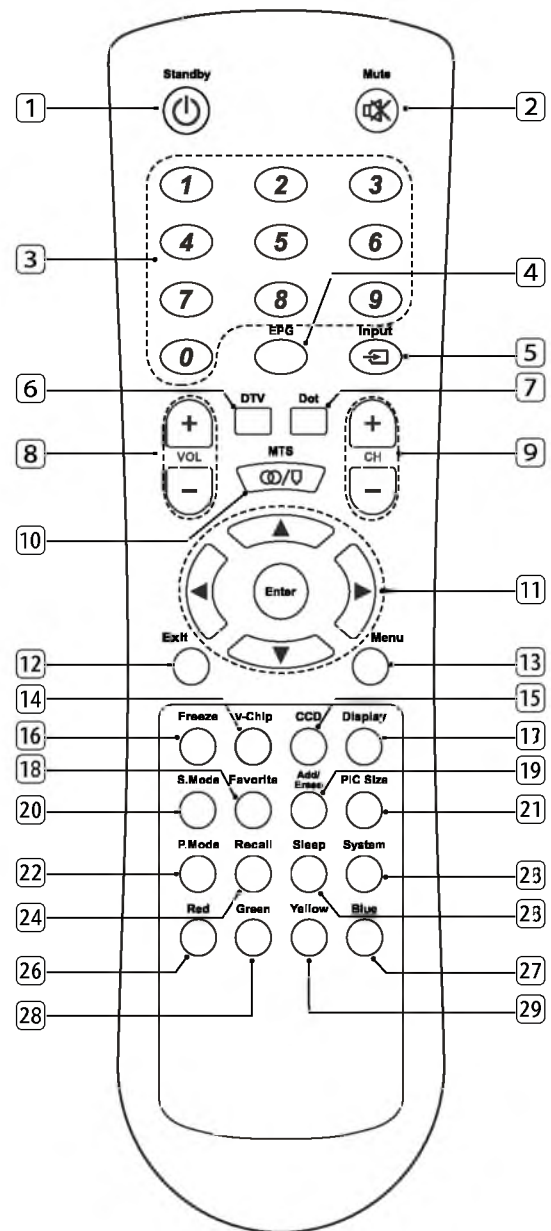 Standby Mute
1 2
1 2 3
4 5 6
3
4
7 8 9
EPG Input
0
5
6 DTV Dot 7
+ +
8 VOL CH 9
- MTS -
10
Enter 11
Exit Menu
12 13
14 15
Freeze V-Chip CCD Display
16 17
18 Add/ 19
S.Mode Favorite Erase PIC Size
20 21
P.Mode Recall Sleep System
22 23
24 23
Red Green Yellow Blue
26 27
28 29